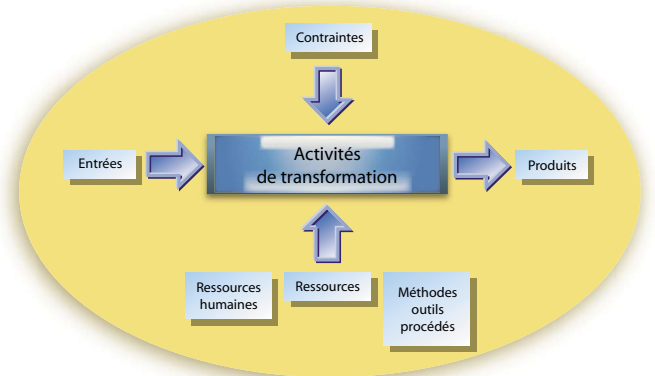 Contraintes
Entrées
Activités
de transformation
Produits
Ressources
humaines
Ressources
Méthodes
outils
procédés